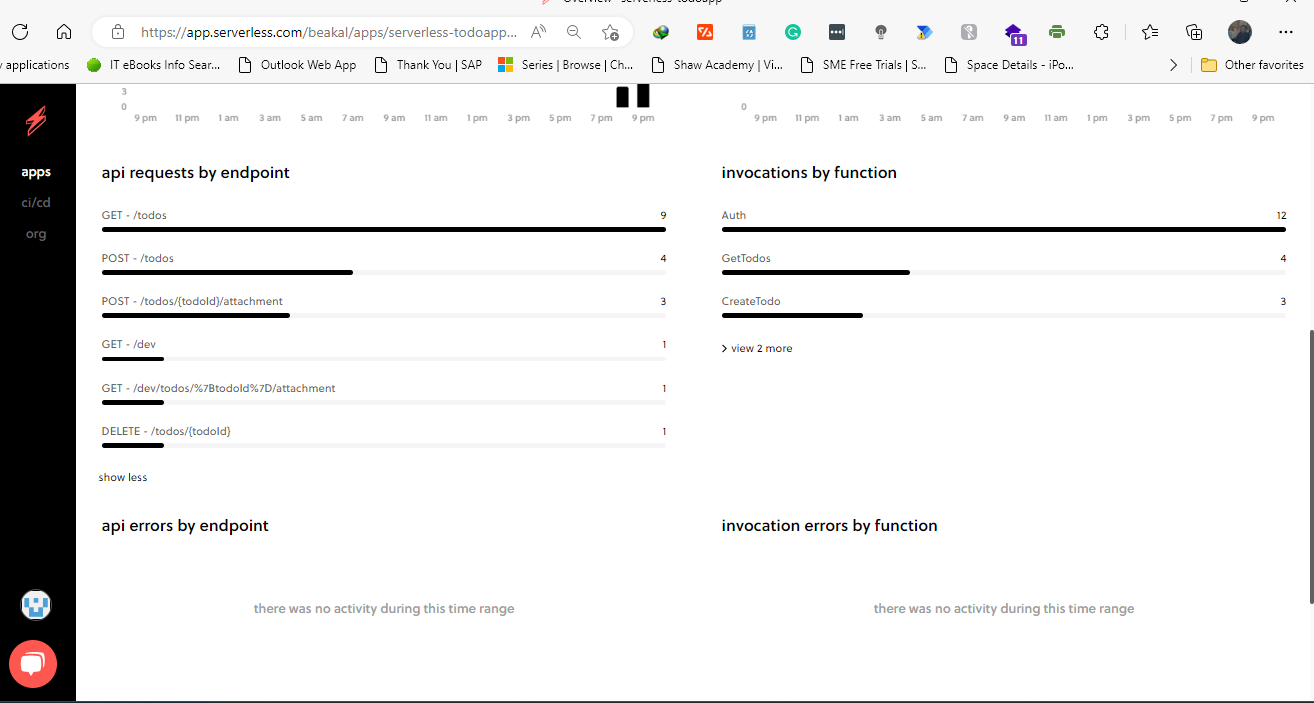 Overview - serverless-todoapp
https://app.serverless.com/beakal/apps/serverless-todoapp...
11
y applications
IT eBooks Info Sear...
Outlook Web App
Thank You | SAP
Series | Browse | Ch...
Shaw Academy | Vi...
SME Free Trials | S...
Space Details - iPo...
Other favorites
apps
ci/cd
org
3
0
9 pm 11 pm 1 am 3 am 5 am 7 am 9 am 11 am 1 pm 3 pm 5 pm 7 pm 9 pm
0
9 pm 11 pm 1 am 3 am 5 am 7 am 9 am 11 am 1 pm 3 pm 5 pm 7 pm 9 pm
api requests by endpoint
GET - /todos 9
POST - /todos 4
POST - /todos/{todoId}/attachment 3
GET - /dev 1
GET - /dev/todos/%7BtodoId%7D/attachment 1
DELETE - /todos/{todoId} 1
show less
invocations by function
Auth 12
GetTodos 4
CreateTodo 3
> view 2 more
api errors by endpoint
there was no activity during this time range
invocation errors by function
there was no activity during this time range